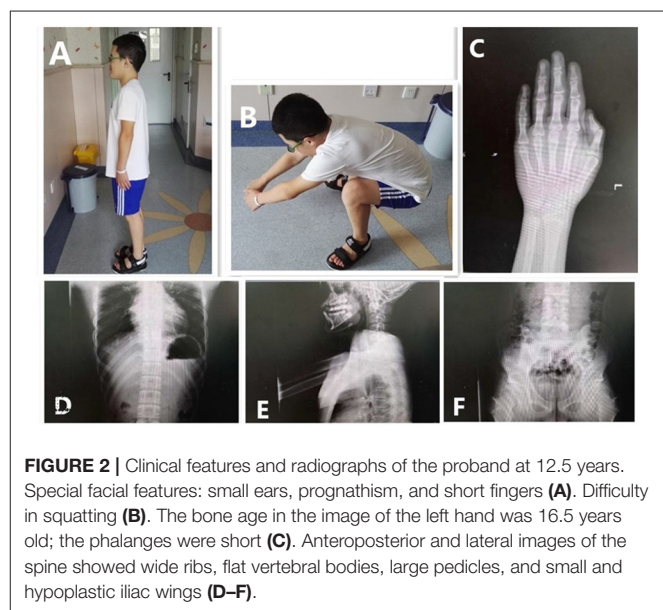 A
B
C
D
E
F
FIGURE 2 | Clinical features and radiographs of the proband at 12.5 years.
Special facial features: small ears, prognathism, and short fingers (A). Difficulty
in squatting (B). The bone age in the image of the left hand was 16.5 years
old; the phalanges were short (C). Anteroposterior and lateral images of the
spine showed wide ribs, flat vertebral bodies, large pedicles, and small and
hypoplastic iliac wings (D–F).